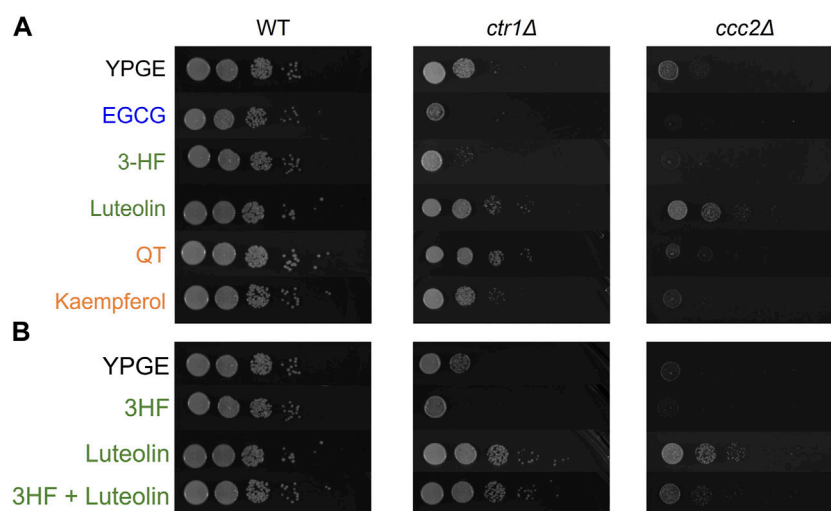 A
WT ctr1Δ ccc2Δ
YPGE
EGCG
3-HF
Luteolin
QT
Kaempferol
B
YPGE
3HF
Luteolin
3HF + Luteolin